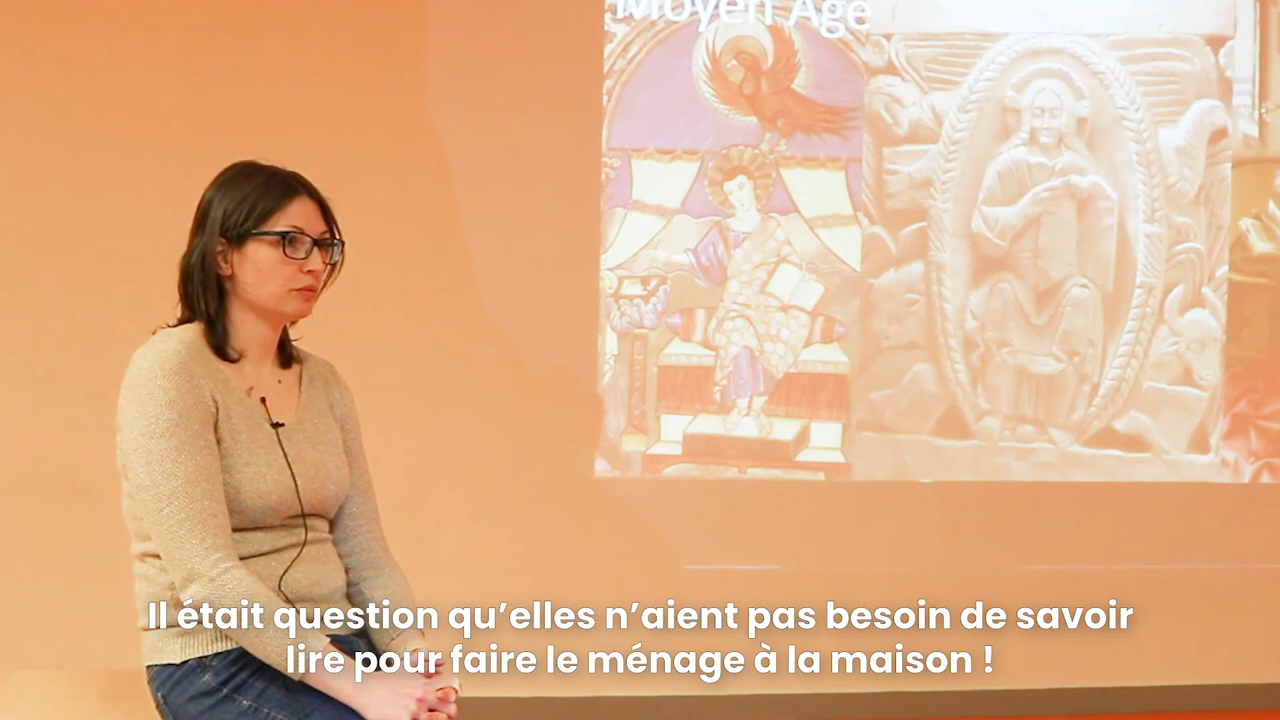 Moyen Âge
Il était question qu’elles n’aient pas besoin de savoir
lire pour faire le ménage à la maison !